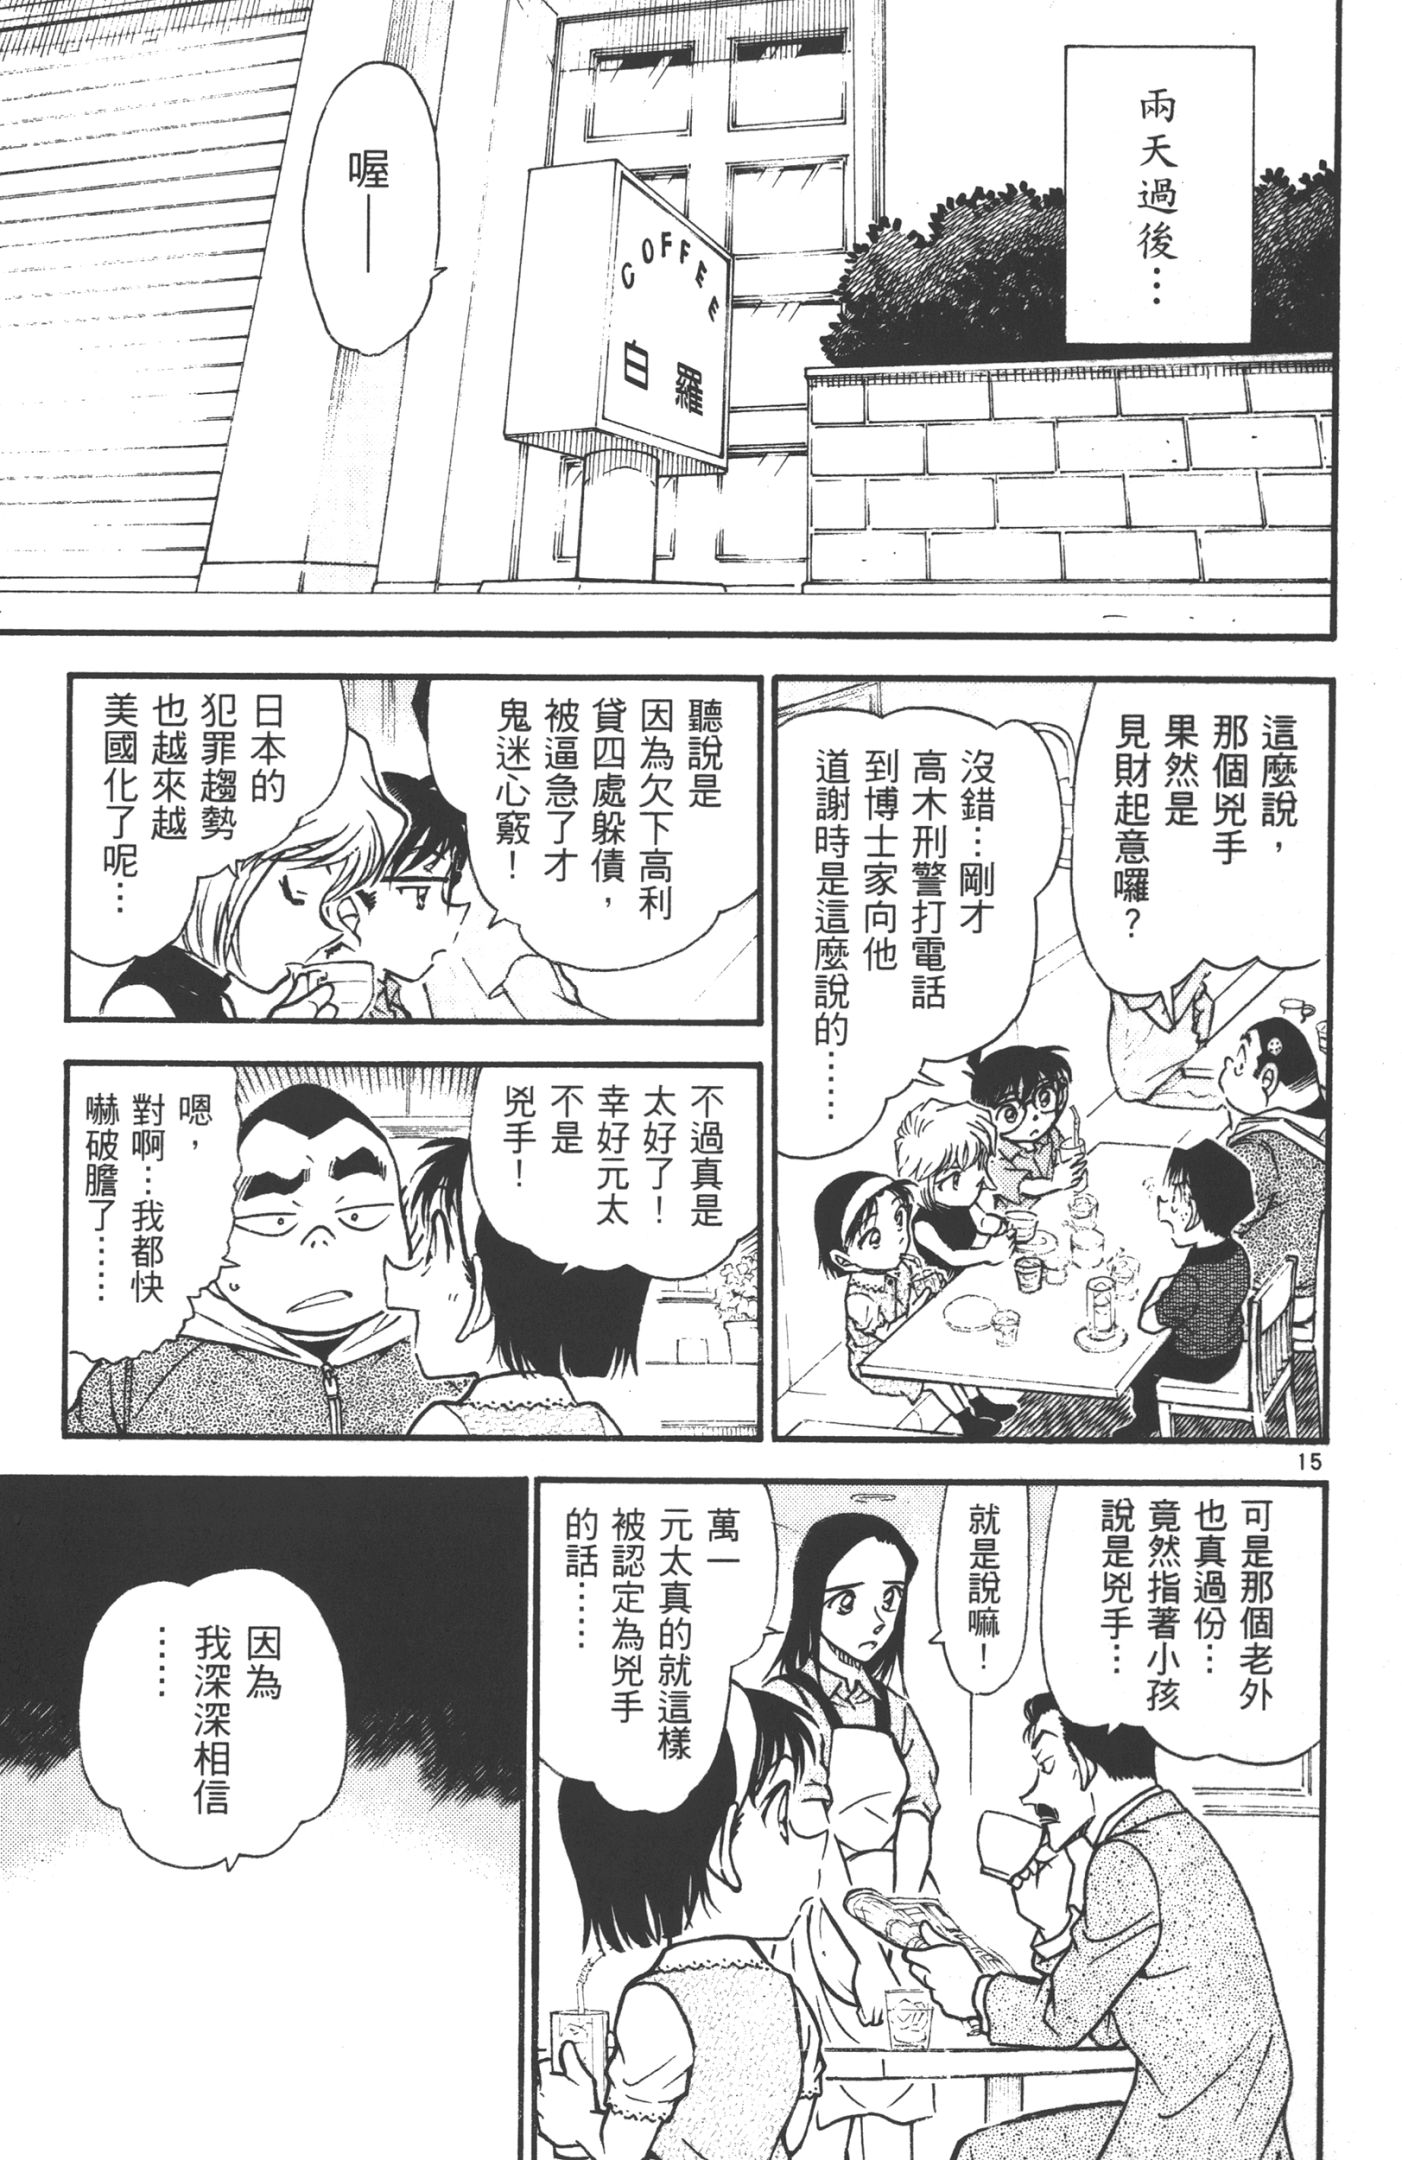 兩天過後…
COFFEE
白羅
喔——
這麼說，
那個兇手
果然是
見財起意囉？
沒錯…剛才
高木刑警打電話
到博士家向他
道謝時是這麼說的……
聽說是
因為欠下高利
貸四處躲債，
被逼急了才
鬼迷心竅！
日本的
犯罪趨勢
也越來越
美國化了呢…
不過真是
太好了！
幸好元太
不是
兇手！
嗯，
對啊…我都快
嚇破膽了……
15
可是那個老外
也真過份…
竟然指著小孩
說是兇手…
就是說嘛！
萬一
元太真的就這樣
被認定為兇手
的話……
因為
我深深相信
……